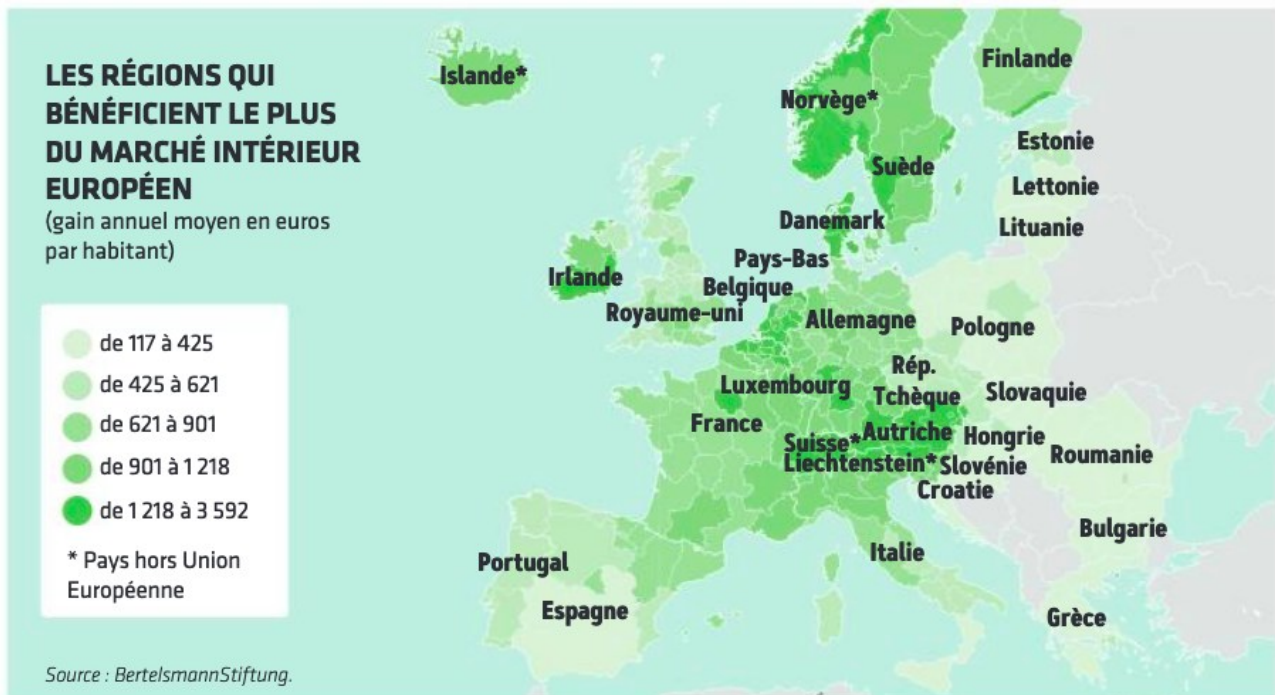 LES RÉGIONS QUI
BÉNÉFICIENT LE PLUS
DU MARCHÉ INTÉRIEUR
EUROPÉEN
(gain annuel moyen en euros
par habitant)
de 117 à 425
de 425 à 621
de 621 à 901
de 901 à 1 218
de 1 218 à 3 592
* Pays hors Union
Européenne
Source : BertelsmannStiftung.
Islande*
Finlande
Norvège*
Estonie
Suède
Lettonie
Danemark
Lituanie
Pays-Bas
Irlande
Belgique
Royaume-uni
Allemagne
Pologne
Rép.
Tchèque
Luxembourg
Slovaquie
France
Autriche
Suisse*
Hongrie
Liechtenstein*
Slovénie
Roumanie
Croatie
Bulgarie
Italie
Portugal
Espagne
Grèce